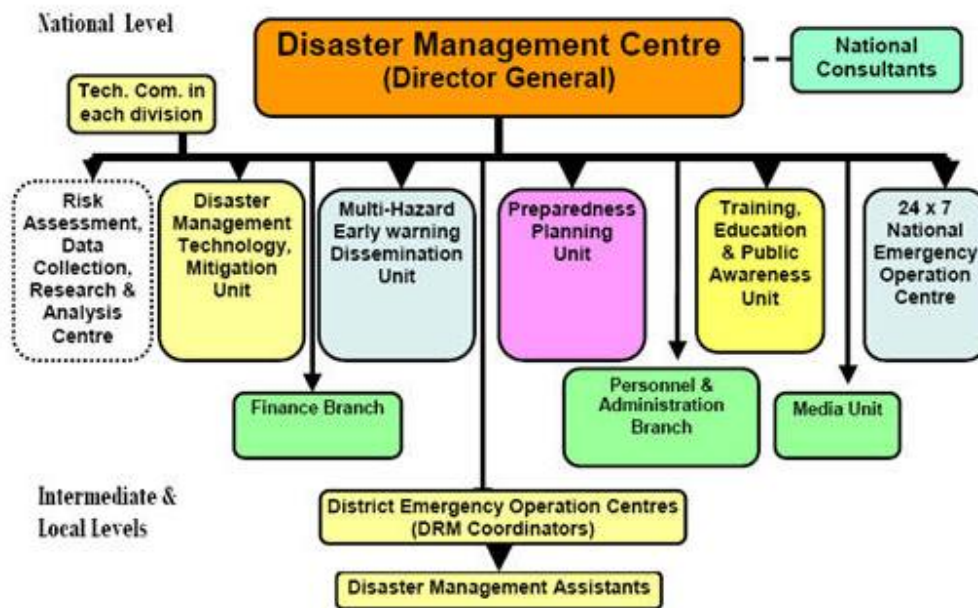 National Level
Disaster Management Centre
(Director General)
National
Consultants
Tech. Com. in
each division
Risk
Assessment,
Data
Collection,
Research &
Analysis
Centre
Disaster
Management
Technology,
Mitigation
Unit
Multi-Hazard
Early warning
Dissemination
Unit
Preparedness
Planning
Unit
Training,
Education
& Public
Awareness
Unit
24 x 7
National
Emergency
Operation
Centre
Finance Branch
Personnel &
Administration
Branch
Media Unit
Intermediate &
Local Levels
District Emergency Operation Centres
(DRM Coordinators)
Disaster Management Assistants